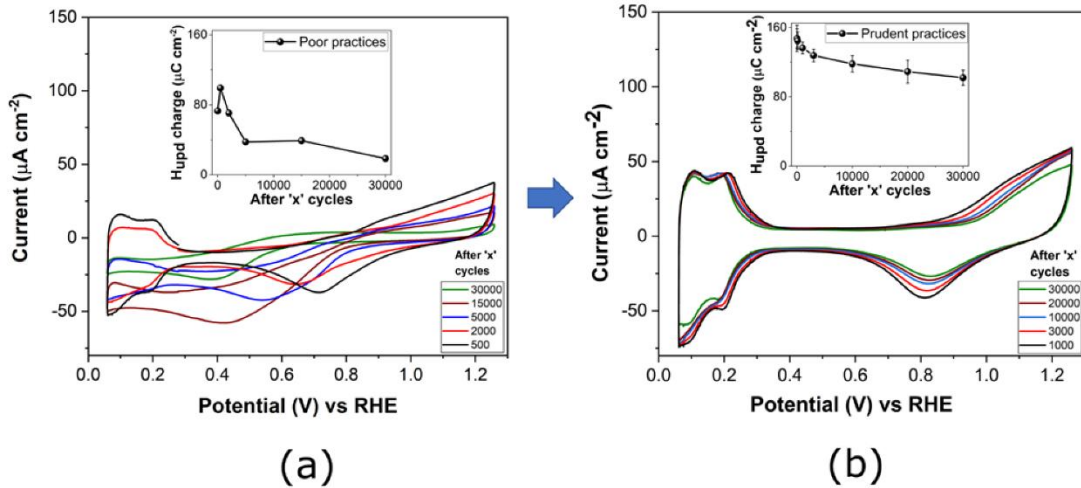 150
100
50
0
-50
Current (µA cm⁻²)
0.0 0.2 0.4 0.6 0.8 1.0 1.2
Potential (V) vs RHE
160
80
0
Hupd charge (µC cm⁻²)
Poor practices
0 10000 20000 30000
After 'x' cycles
After 'x'
cycles
30000
15000
5000
2000
500
(a)
150
100
50
0
-50
Current (µA cm⁻²)
0.0 0.2 0.4 0.6 0.8 1.0 1.2
Potential (V) vs RHE
160
80
0
Hupd charge (µC cm⁻²)
Prudent practices
0 10000 20000 30000
After 'x' cycles
After 'x'
cycles
30000
20000
10000
3000
1000
(b)